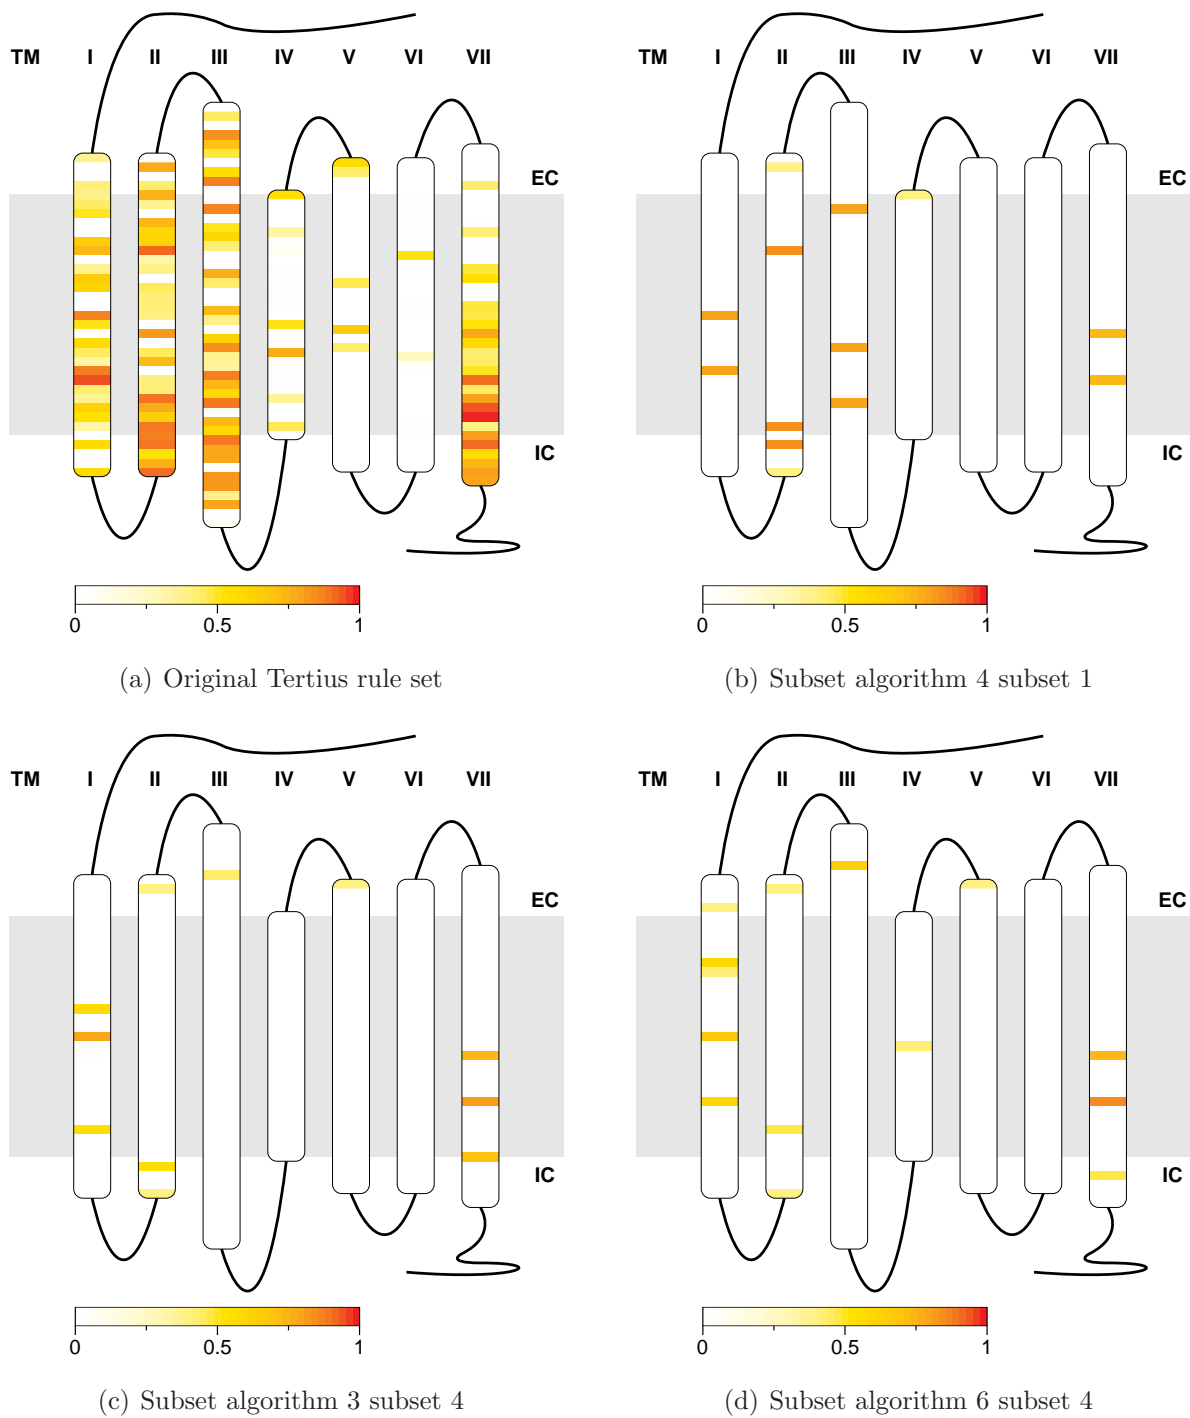 TM I II III IV V VI VII
TM I II III IV V VI VII
EC
EC
IC
IC
0 0.5 1
0 0.5 1
(a) Original Tertius rule set
(b) Subset algorithm 4 subset 1
TM I II III IV V VI VII
TM I II III IV V VI VII
EC
EC
IC
IC
0 0.5 1
0 0.5 1
(c) Subset algorithm 3 subset 4
(d) Subset algorithm 6 subset 4